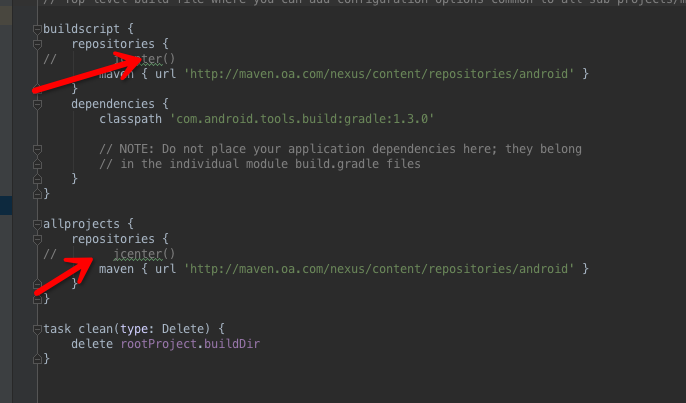 // Top-level build file where you can add configuration options common to all sub-projects/m
buildscript {
repositories {
// jcenter()
maven { url 'http://maven.oa.com/nexus/content/repositories/android' }
}
dependencies {
classpath 'com.android.tools.build:gradle:1.3.0'
// NOTE: Do not place your application dependencies here; they belong
// in the individual module build.gradle files
}
}
allprojects {
repositories {
// jcenter()
maven { url 'http://maven.oa.com/nexus/content/repositories/android' }
}
}
task clean(type: Delete) {
delete rootProject.buildDir
}